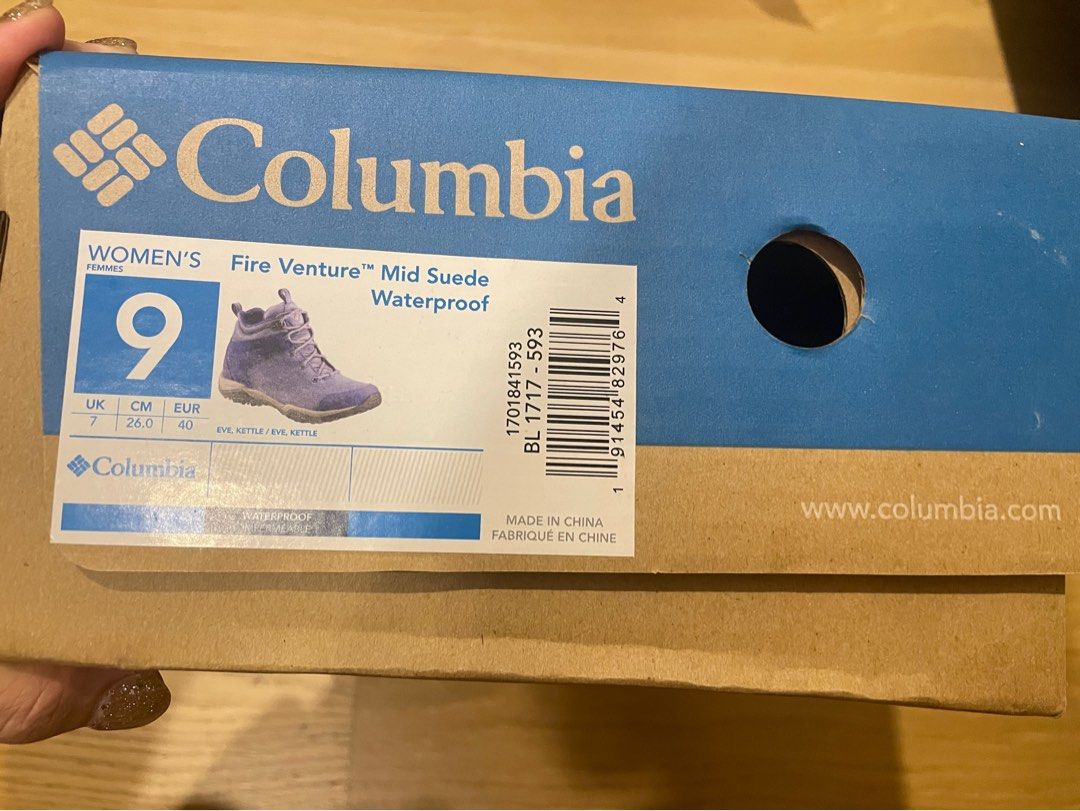 Columbia
WOMEN'S
FEMMES
9
UK CM EUR
7 26.0 40
Fire Venture™ Mid Suede
Waterproof
EVE, KETTLE / EVE, KETTLE
1701841593
BL 1717 - 593
1 91454 82976 4
Columbia
WATERPROOF
IMPERMÉABLE
MADE IN CHINA
FABRIQUÉ EN CHINE
www.columbia.com